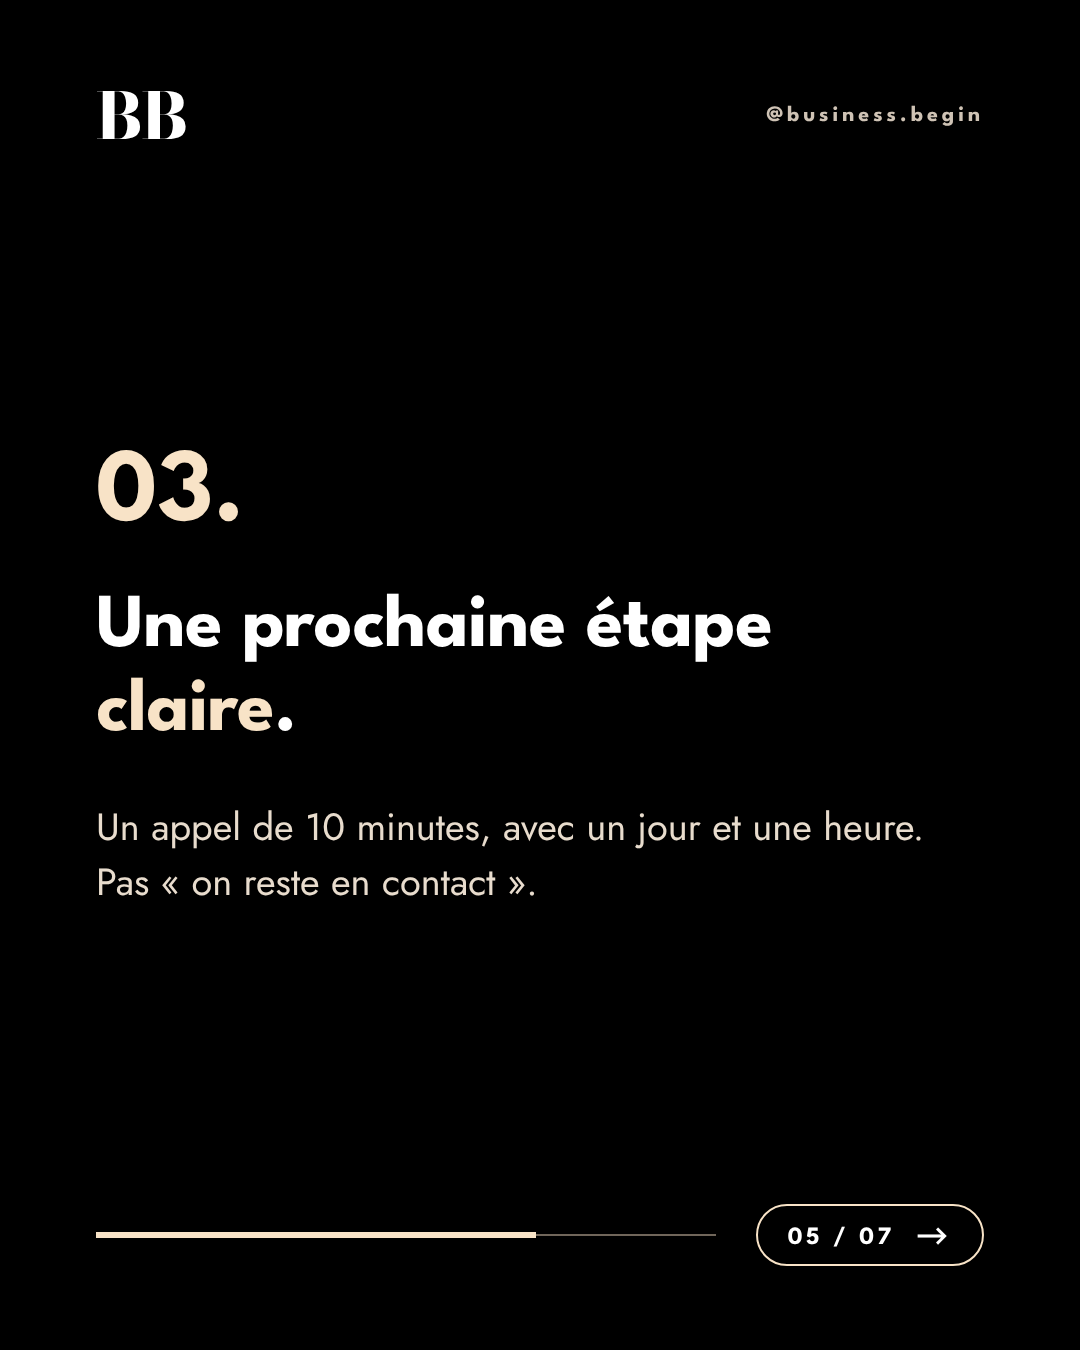 BB
@business.begin
03.
Une prochaine étape
claire.
Un appel de 10 minutes, avec un jour et une heure.
Pas « on reste en contact ».
05 / 07 →